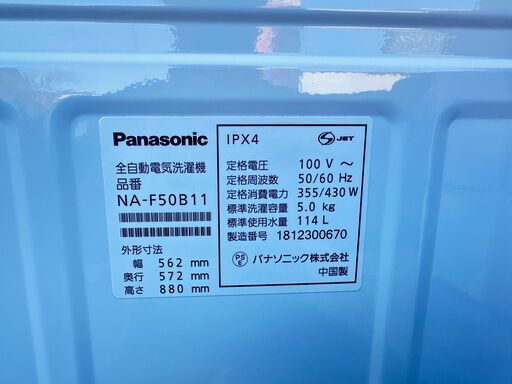 Panasonic
全自動電気洗濯機
品番
NA-F50B11
外形寸法
幅 562 mm
奥行 572 mm
高さ 880 mm
IPX4
S JET
定格電圧 100 V ～
定格周波数 50/60 Hz
定格消費電力 355/430 W
標準洗濯容量 5.0 kg
標準使用水量 114 L
製造番号 1812300670
PS E パナソニック株式会社
中国製